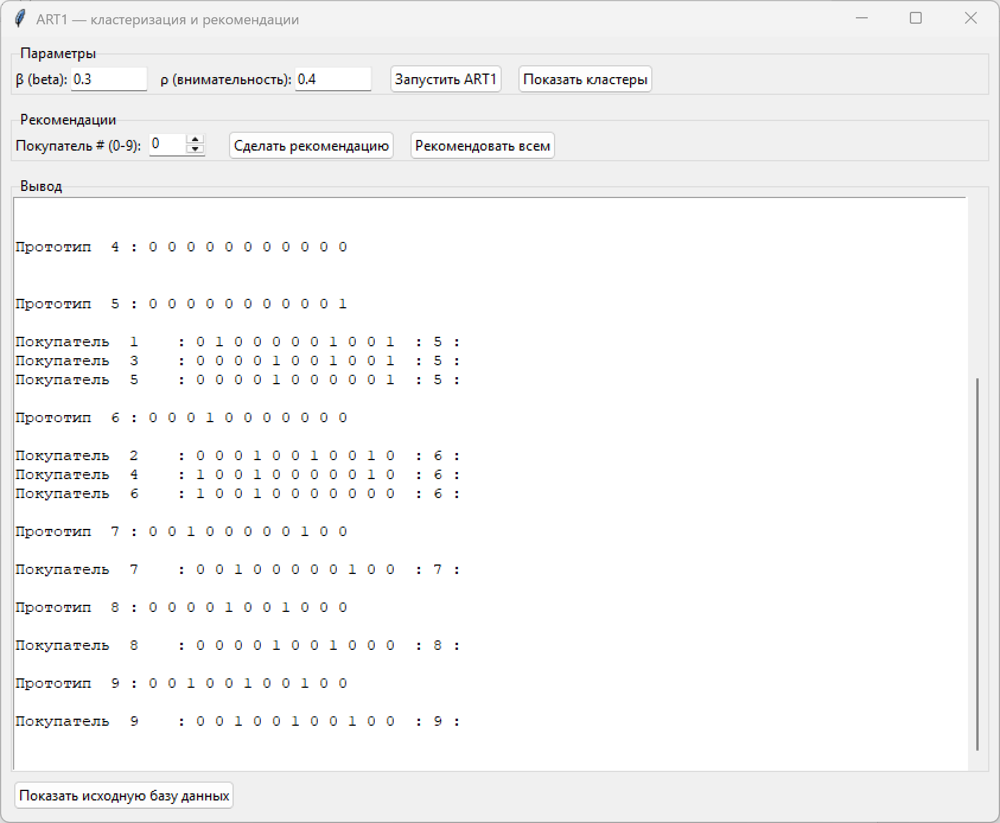 ART1 — кластеризация и рекомендации
Параметры
β (beta): 0.3 ρ (внимательность): 0.4 Запустить ART1 Показать кластеры
Рекомендации
Покупатель # (0-9): 0 Сделать рекомендацию Рекомендовать всем
Вывод
Прототип 4 : 0 0 0 0 0 0 0 0 0 0 0
Прототип 5 : 0 0 0 0 0 0 0 0 0 0 1
Покупатель 1 : 0 1 0 0 0 0 0 1 0 0 1 : 5 :
Покупатель 3 : 0 0 0 0 1 0 0 1 0 0 1 : 5 :
Покупатель 5 : 0 0 0 0 1 0 0 0 0 0 1 : 5 :
Прототип 6 : 0 0 0 1 0 0 0 0 0 0 0
Покупатель 2 : 0 0 0 1 0 0 1 0 0 1 0 : 6 :
Покупатель 4 : 1 0 0 1 0 0 0 0 0 1 0 : 6 :
Покупатель 6 : 1 0 0 1 0 0 0 0 0 0 0 : 6 :
Прототип 7 : 0 0 1 0 0 0 0 0 1 0 0
Покупатель 7 : 0 0 1 0 0 0 0 0 1 0 0 : 7 :
Прототип 8 : 0 0 0 0 1 0 0 1 0 0 0
Покупатель 8 : 0 0 0 0 1 0 0 1 0 0 0 : 8 :
Прототип 9 : 0 0 1 0 0 1 0 0 1 0 0
Покупатель 9 : 0 0 1 0 0 1 0 0 1 0 0 : 9 :
Показать исходную базу данных